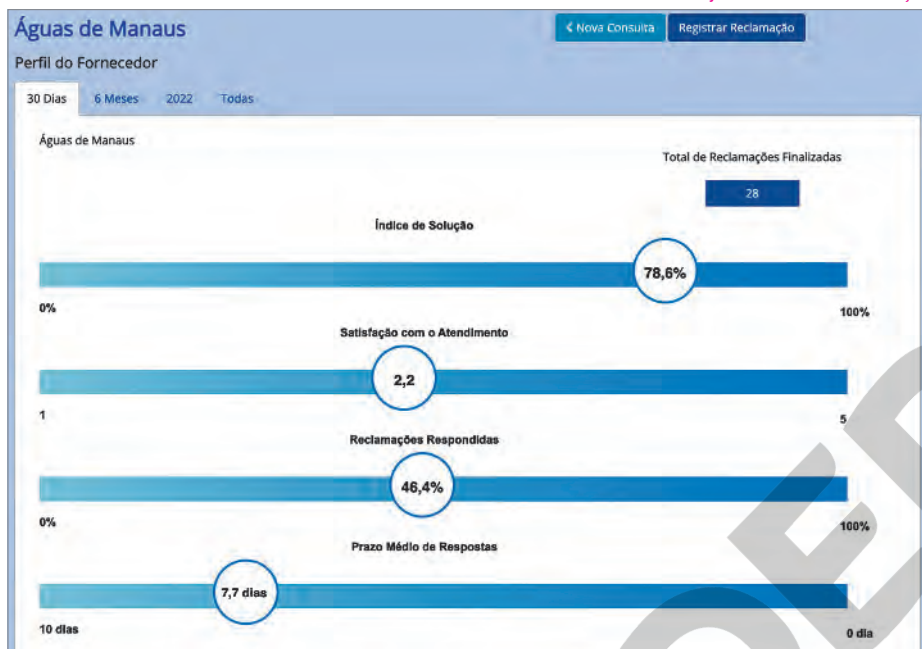 Águas de Manaus
Nova Consulta Registrar Reclamação
Perfil do Fornecedor
30 Dias 6 Meses 2022 Todas
Águas de Manaus
Total de Reclamações Finalizadas
28
Índice de Solução
78,6%
0% 100%
Satisfação com o Atendimento
2,2
1 5
Reclamações Respondidas
46,4%
0% 100%
Prazo Médio de Respostas
7,7 dias
10 dias 0 dia